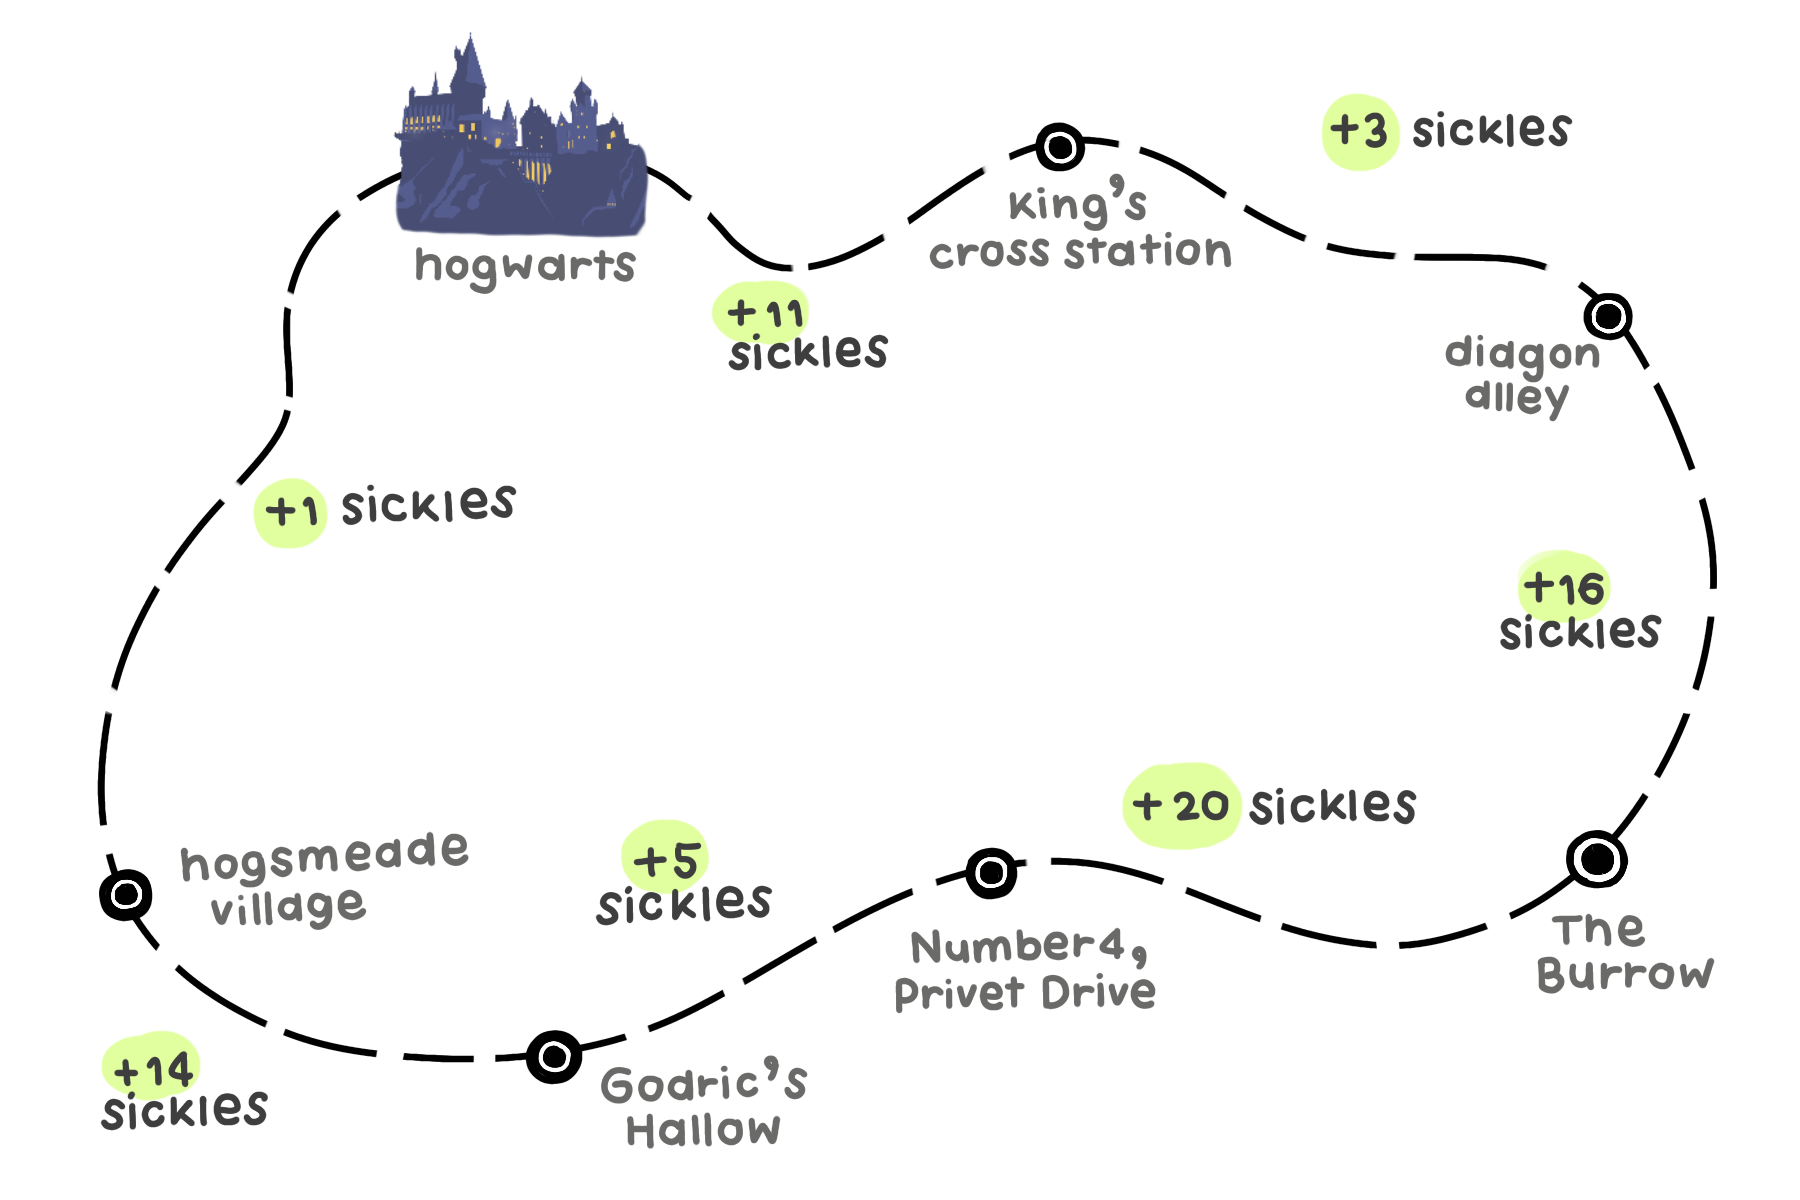 +3 sickles
King's
cross station
hogwarts
+11
sickles
diagon
dlley
+1 sickles
+16
sickles
+20 sickles
hogsmeade
village
+5
sickles
Number4,
Privet Drive
The
Burrow
+14
sickles
Godric's
Hallow